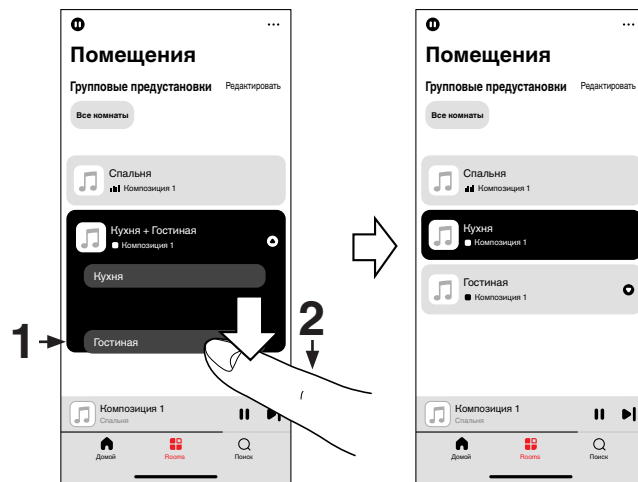 Помещения
Групповые предустановки Редактировать
Все комнаты
Спальня
Композиция 1
Кухня + Гостиная
Композиция 1
Кухня
Гостиная
1
2
Композиция 1
Спальня
Домой Rooms Поиск
Помещения
Групповые предустановки Редактировать
Все комнаты
Спальня
Композиция 1
Кухня
Композиция 1
Гостиная
Композиция 1
Композиция 1
Спальня
Домой Rooms Поиск